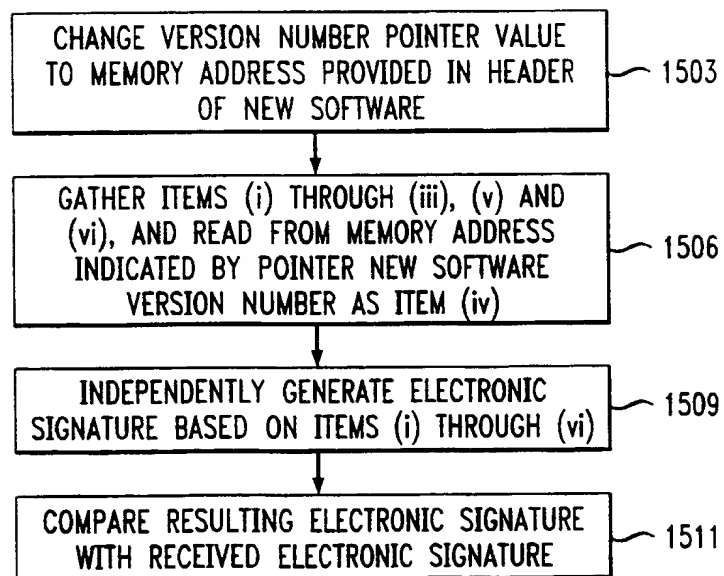 CHANGE VERSION NUMBER POINTER VALUE
TO MEMORY ADDRESS PROVIDED IN HEADER
OF NEW SOFTWARE
1503
GATHER ITEMS (i) THROUGH (iii), (v) AND
(vi), AND READ FROM MEMORY ADDRESS
INDICATED BY POINTER NEW SOFTWARE
VERSION NUMBER AS ITEM (iv)
1506
INDEPENDENTLY GENERATE ELECTRONIC
SIGNATURE BASED ON ITEMS (i) THROUGH (vi)
1509
COMPARE RESULTING ELECTRONIC SIGNATURE
WITH RECEIVED ELECTRONIC SIGNATURE
1511